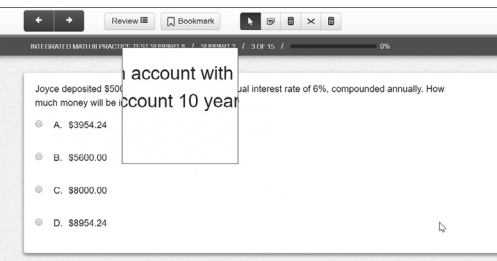 Review
Bookmark
INTEGRATED MATH III PRACTICE TEST SUBPART II / SUBPART 2 / 3 OF 15 / 0%
Joyce deposited $500 ual interest rate of 6%, compounded annually. How
much money will be i
account with
ccount 10 year
A. $3954.24
B. $5600.00
C. $8000.00
D. $8954.24